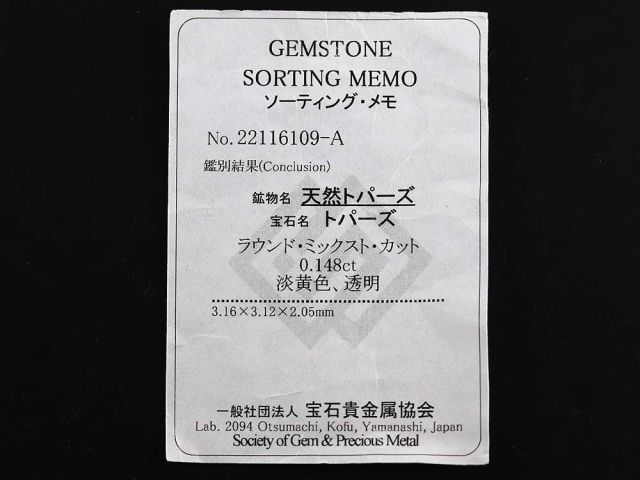 GEMSTONE
SORTING MEMO
ソーティング・メモ
No. 22116109-A
鑑別結果(Conclusion)
鉱物名 天然トパーズ
宝石名 トパーズ
ラウンド・ミックスト・カット
0.148ct
淡黄色、透明
3.16×3.12×2.05mm
一般社団法人 宝石貴金属協会
Lab. 2094 Otsumachi, Kofu, Yamanashi, Japan
Society of Gem & Precious Metal